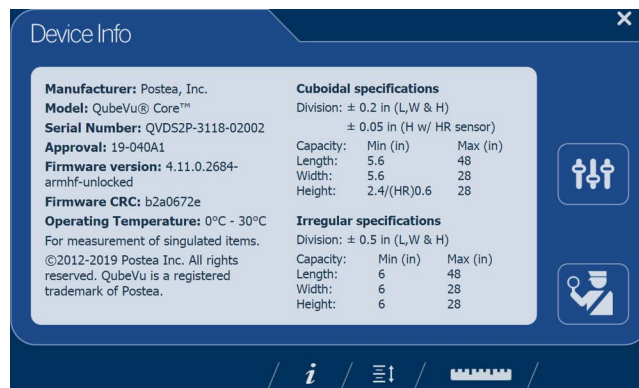 Device Info
Manufacturer: Postea, Inc.
Model: QubeVu® Core™
Serial Number: QVDS2P-3118-02002
Approval: 19-040A1
Firmware version: 4.11.0.2684-
armhf-unlocked
Firmware CRC: b2a0672e
Operating Temperature: 0°C - 30°C
For measurement of singulated items.
©2012-2019 Postea Inc. All rights
reserved. QubeVu is a registered
trademark of Postea.
Cuboidal specifications
Division: ± 0.2 in (L,W & H)
± 0.05 in (H w/ HR sensor)
Capacity: Min (in) Max (in)
Length: 5.6 48
Width: 5.6 28
Height: 2.4/(HR)0.6 28
Irregular specifications
Division: ± 0.5 in (L,W & H)
Capacity: Min (in) Max (in)
Length: 6 48
Width: 6 28
Height: 6 28